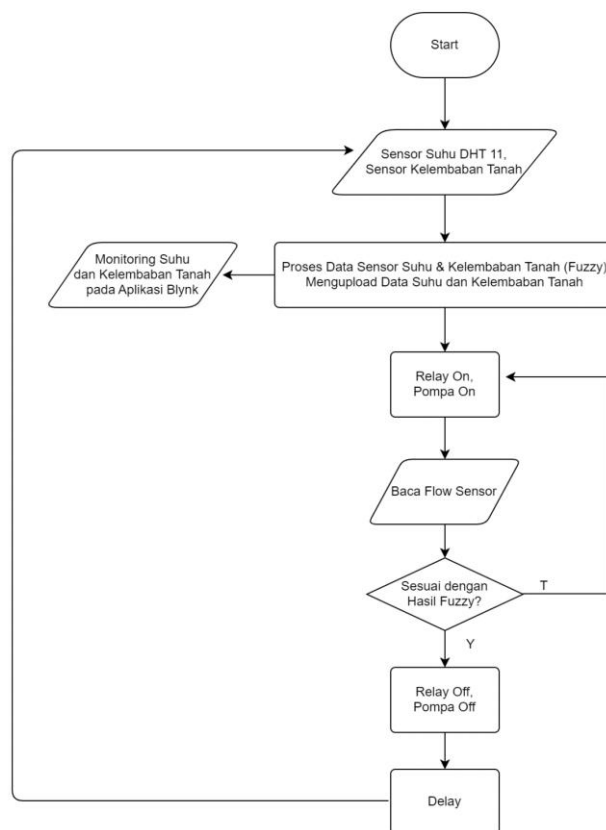 Start
Sensor Suhu DHT 11,
Sensor Kelembaban Tanah
Monitoring Suhu
dan Kelembaban Tanah
pada Aplikasi Blynk
Proses Data Sensor Suhu & Kelembaban Tanah (Fuzzy)
Mengupload Data Suhu dan Kelembaban Tanah
Relay On,
Pompa On
Baca Flow Sensor
Sesuai dengan
Hasil Fuzzy?
T
Y
Relay Off,
Pompa Off
Delay